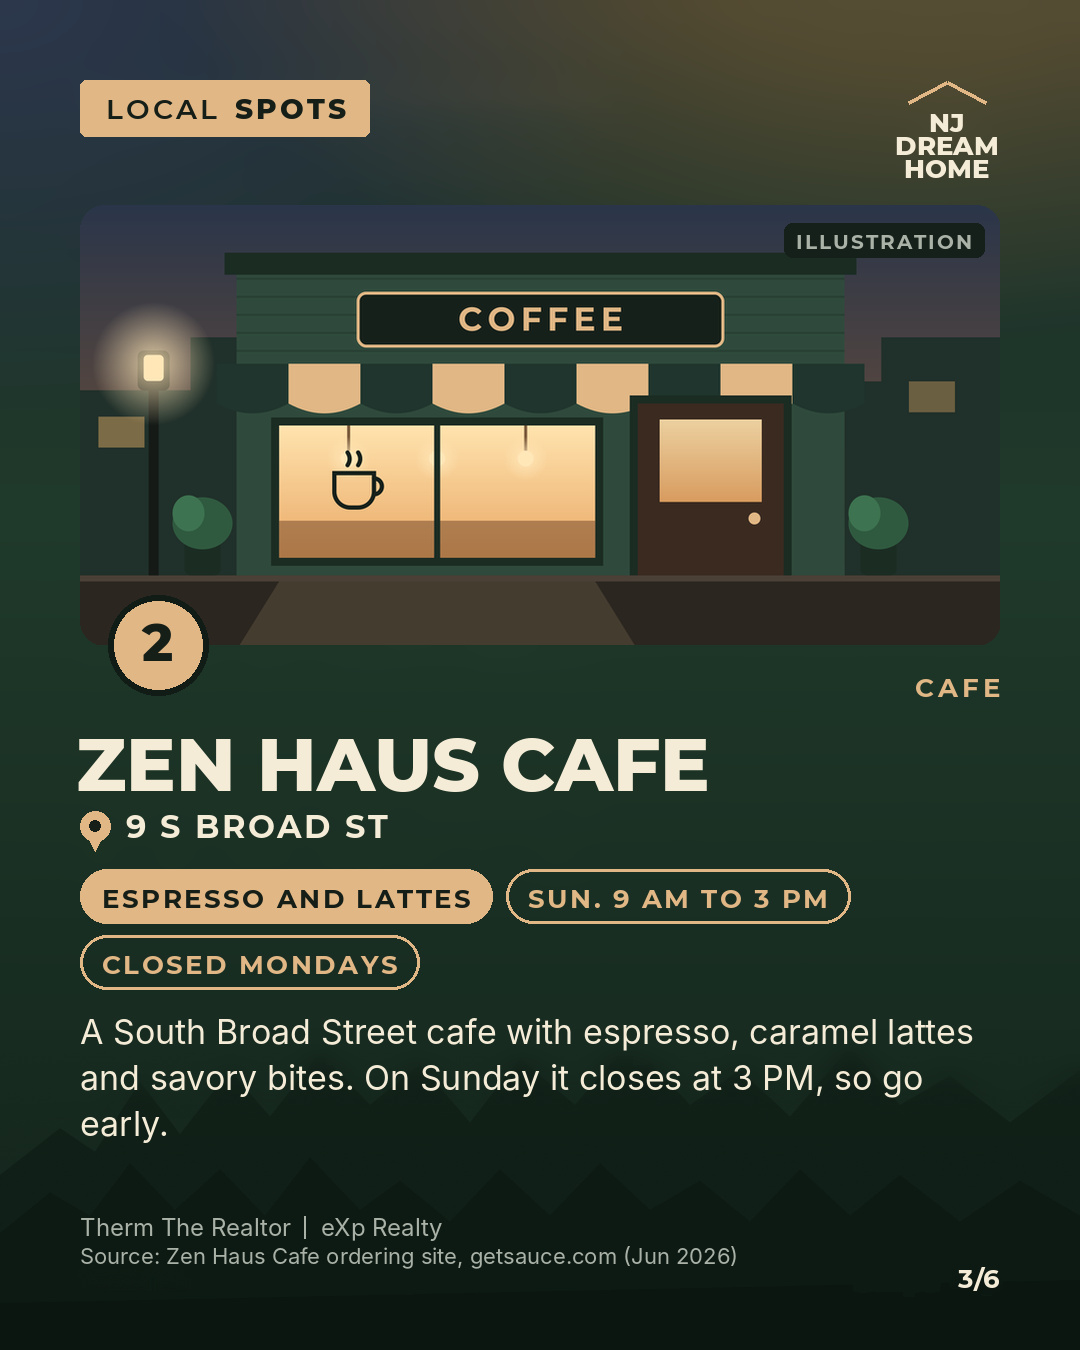 LOCAL SPOTS
NJ
DREAM
HOME
ILLUSTRATION
COFFEE
2
CAFE
ZEN HAUS CAFE
9 S BROAD ST
ESPRESSO AND LATTES
SUN. 9 AM TO 3 PM
CLOSED MONDAYS
A South Broad Street cafe with espresso, caramel lattes
and savory bites. On Sunday it closes at 3 PM, so go
early.
Therm The Realtor | eXp Realty
Source: Zen Haus Cafe ordering site, getsauce.com (Jun 2026)
3/6